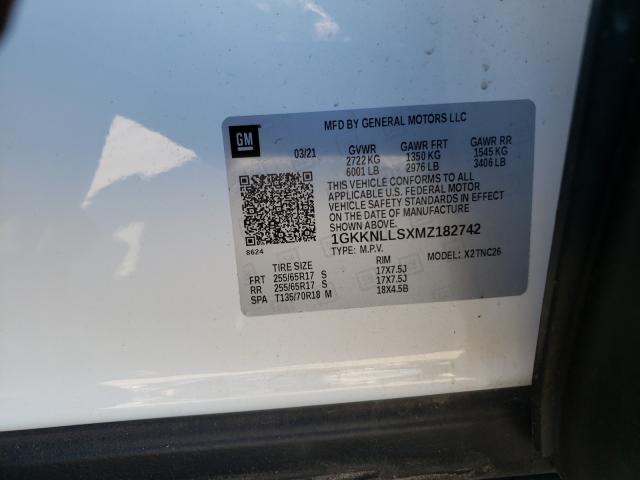 GM
MFD BY GENERAL MOTORS LLC
03/21 GVWR GAWR FRT GAWR RR
2722 KG 1350 KG 1545 KG
6001 LB 2976 LB 3406 LB
THIS VEHICLE CONFORMS TO ALL
APPLICABLE U.S. FEDERAL MOTOR
VEHICLE SAFETY STANDARDS IN EFFECT
ON THE DATE OF MANUFACTURE
SHOWN ABOVE.
1GKKNLLSXMZ182742
8624
TYPE: M.P.V. MODEL: X2TNC26
TIRE SIZE RIM
FRT 255/65R17 S 17X7.5J
RR 255/65R17 S 17X7.5J
SPA T135/70R18 M 18X4.5B